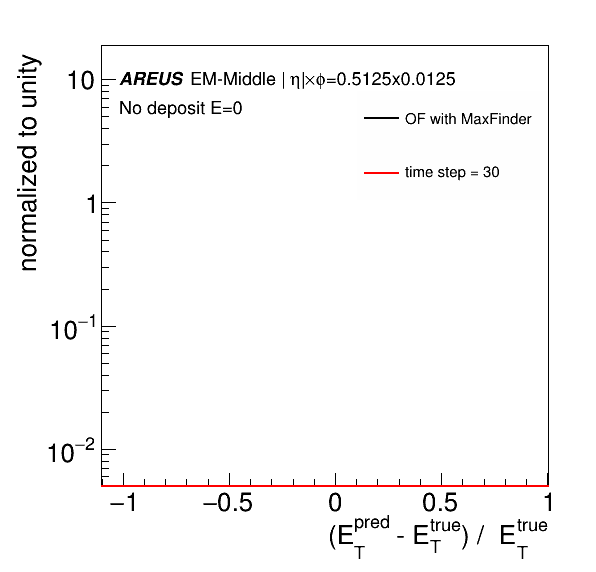 AREUS EM-Middle | η|×ϕ=0.5125x0.0125
No deposit E=0
OF with MaxFinder
time step = 30
normalized to unity
10
1
10⁻¹
10⁻²
−1 −0.5 0 0.5 1
(E_T^pred - E_T^true) / E_T^true